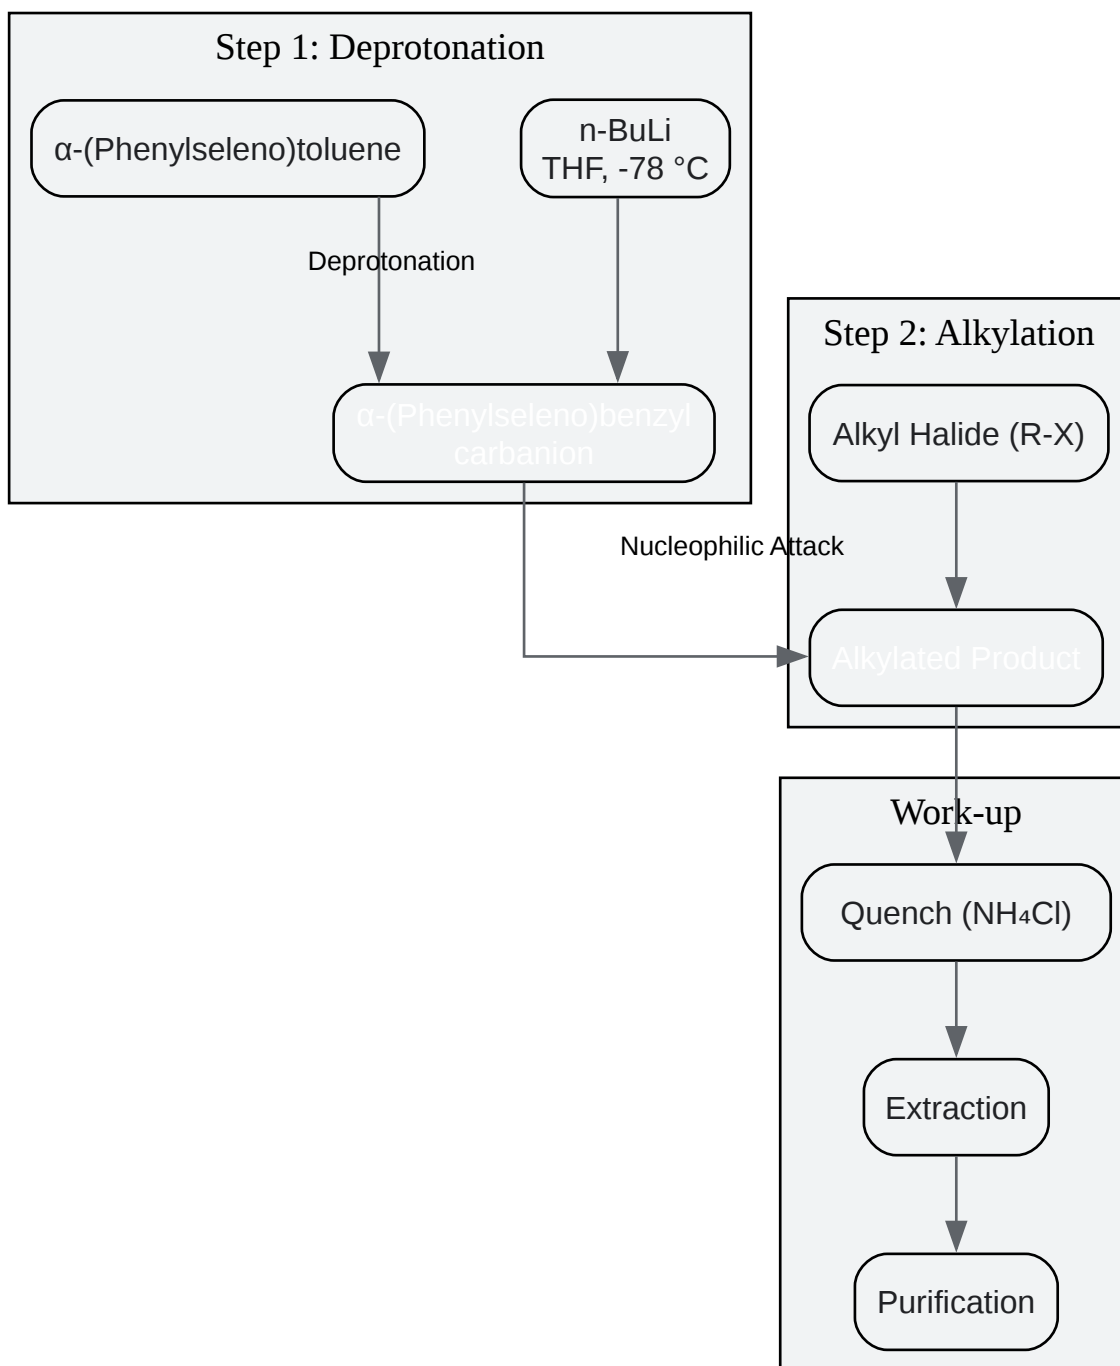 Step 1: Deprotonation
α-(Phenylseleno)toluene
n-BuLi
THF, -78 °C
Deprotonation
α-(Phenylseleno)benzyl
carbanion
Step 2: Alkylation
Alkyl Halide (R-X)
Nucleophilic Attack
Alkylated Product
Work-up
Quench (NH₄Cl)
Extraction
Purification